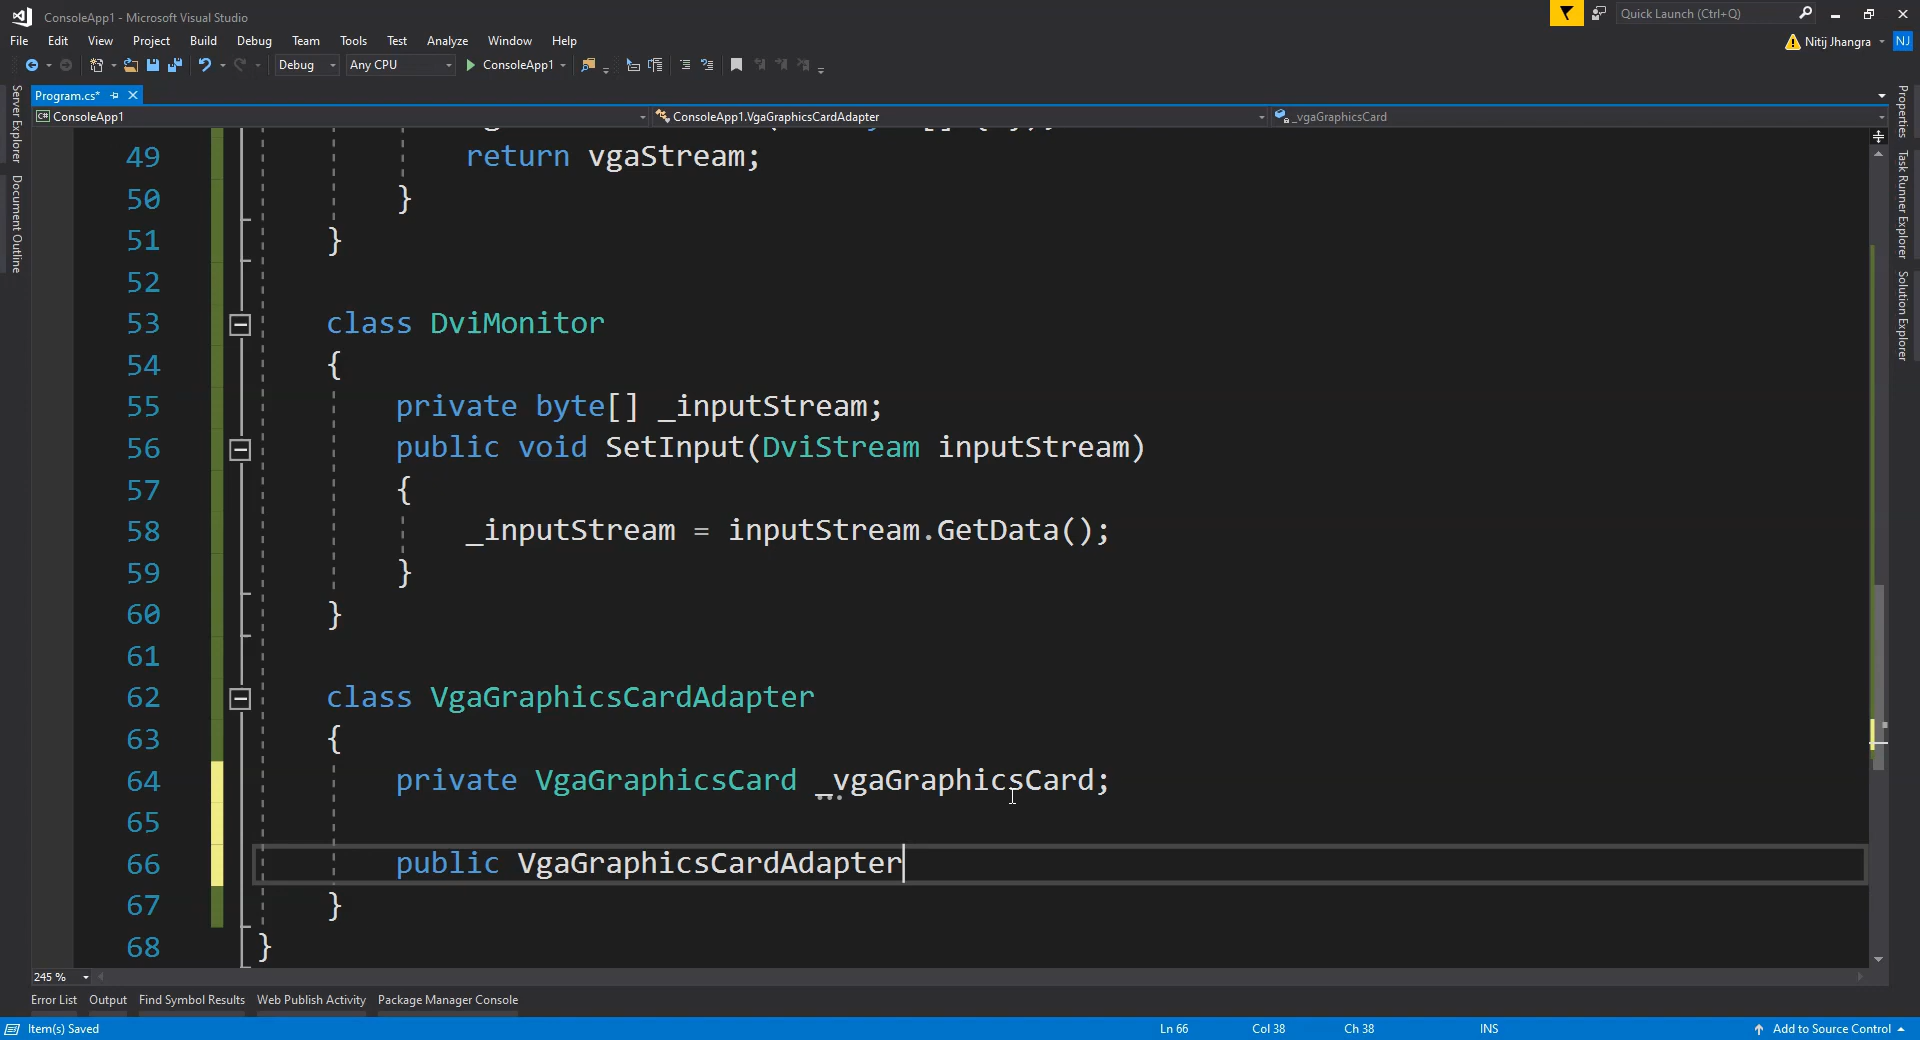 ConsoleApp1 - Microsoft Visual Studio
Quick Launch (Ctrl+Q)
File Edit View Project Build Debug Team Tools Test Analyze Window Help
Nitij Jhangra NJ
Debug Any CPU ConsoleApp1
Program.cs*
C# ConsoleApp1 ConsoleApp1.VgaGraphicsCardAdapter _vgaGraphicsCard
Server Explorer
Document Outline
Properties
Task Runner Explorer
Solution Explorer
49 return vgaStream;
50 }
51 }
52
53 class DviMonitor
54 {
55 private byte[] _inputStream;
56 public void SetInput(DviStream inputStream)
57 {
58 _inputStream = inputStream.GetData();
59 }
60 }
61
62 class VgaGraphicsCardAdapter
63 {
64 private VgaGraphicsCard _vgaGraphicsCard;
65
66 public VgaGraphicsCardAdapter
67 }
68 }
245 %
Error List Output Find Symbol Results Web Publish Activity Package Manager Console
Item(s) Saved Ln 66 Col 38 Ch 38 INS Add to Source Control